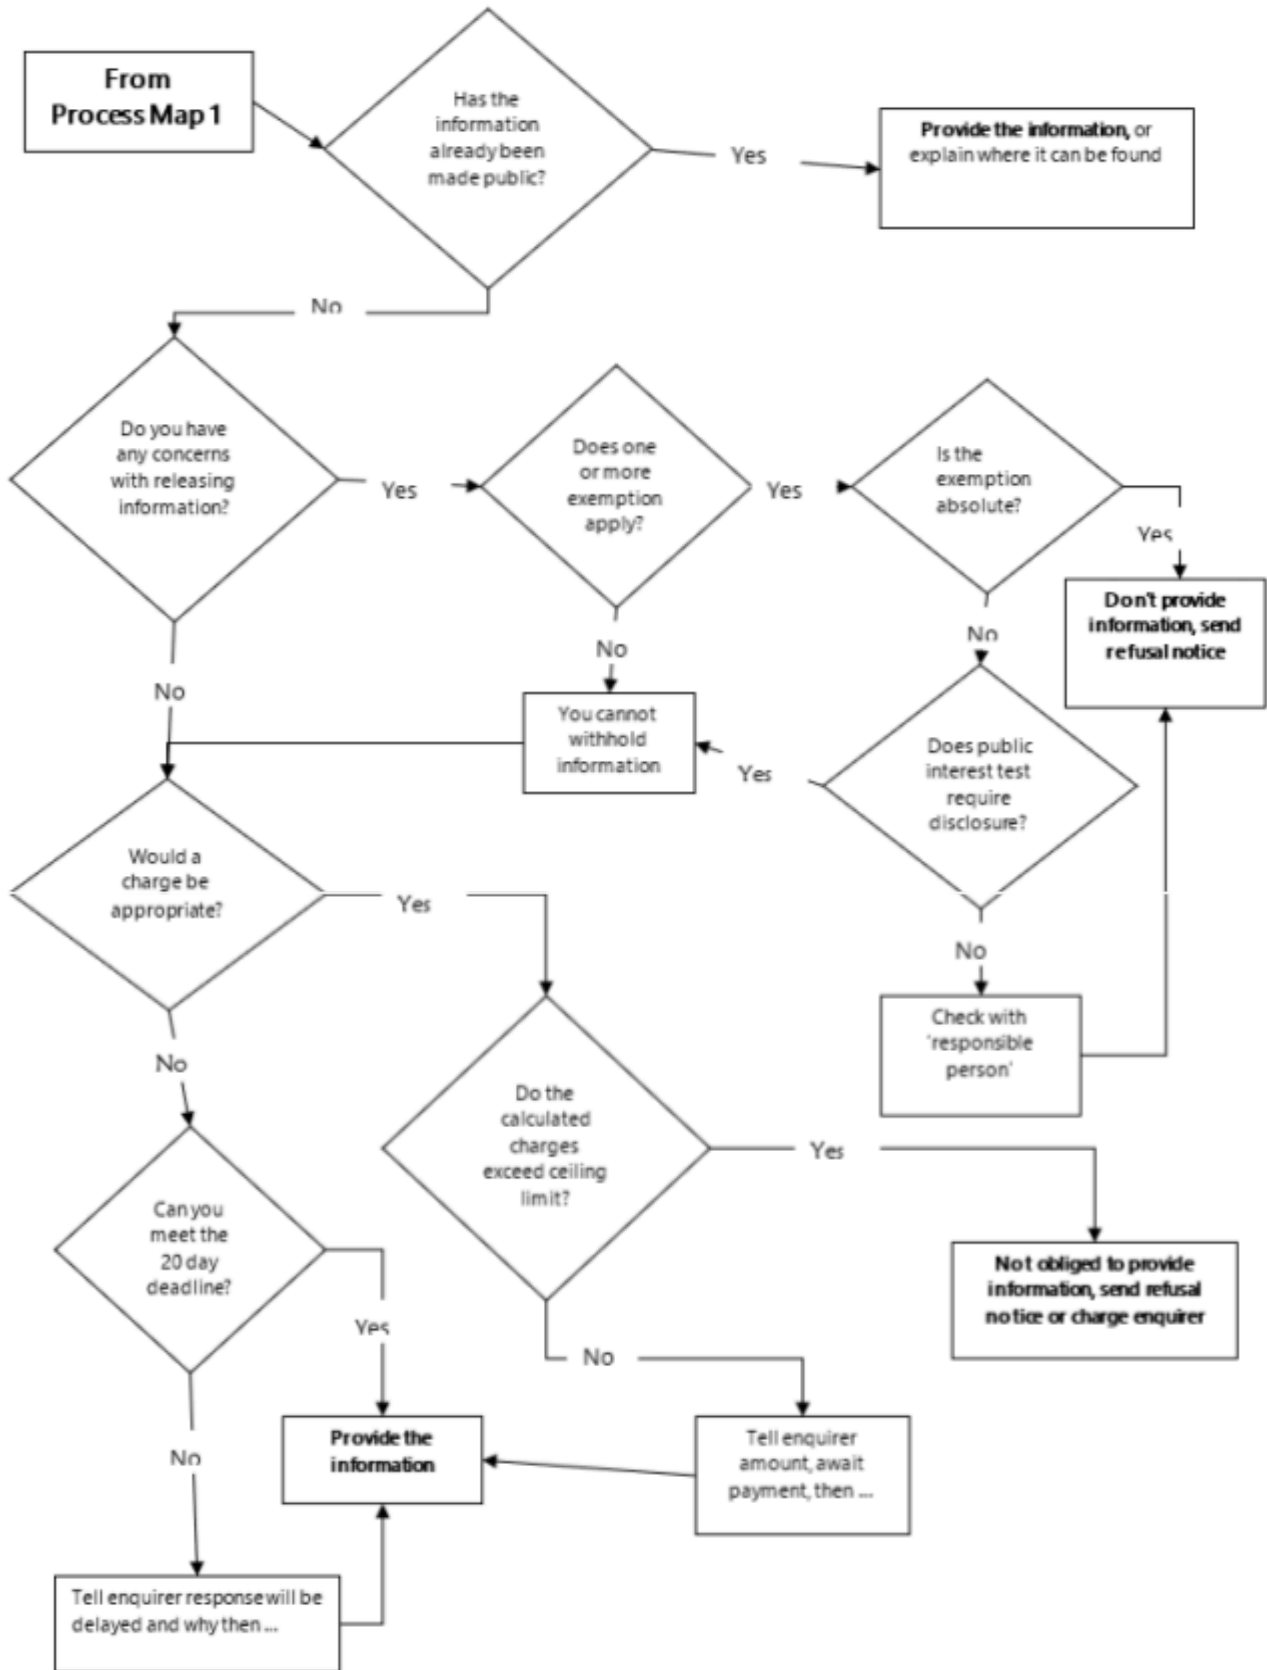 From
Process Map 1
Has the
information
already been
made public?
Yes
Provide the information, or
explain where it can be found
No
Do you have
any concerns
with releasing
information?
Yes
Does one
or more
exemption
apply?
Yes
Is the
exemption
absolute?
Yes
Don't provide
information, send
refusal notice
No
No
No
You cannot
withhold
information
Yes
Does public
interest test
require
disclosure?
Would a
charge be
appropriate?
Yes
No
Check with
'responsible
person'
No
Do the
calculated
charges
exceed ceiling
limit?
Yes
Can you
meet the
20 day
deadline?
Not obliged to provide
information, send refusal
notice or charge enquirer
Yes
No
No
Provide the
information
Tell enquirer
amount, await
payment, then ...
Tell enquirer response will be
delayed and why then ...